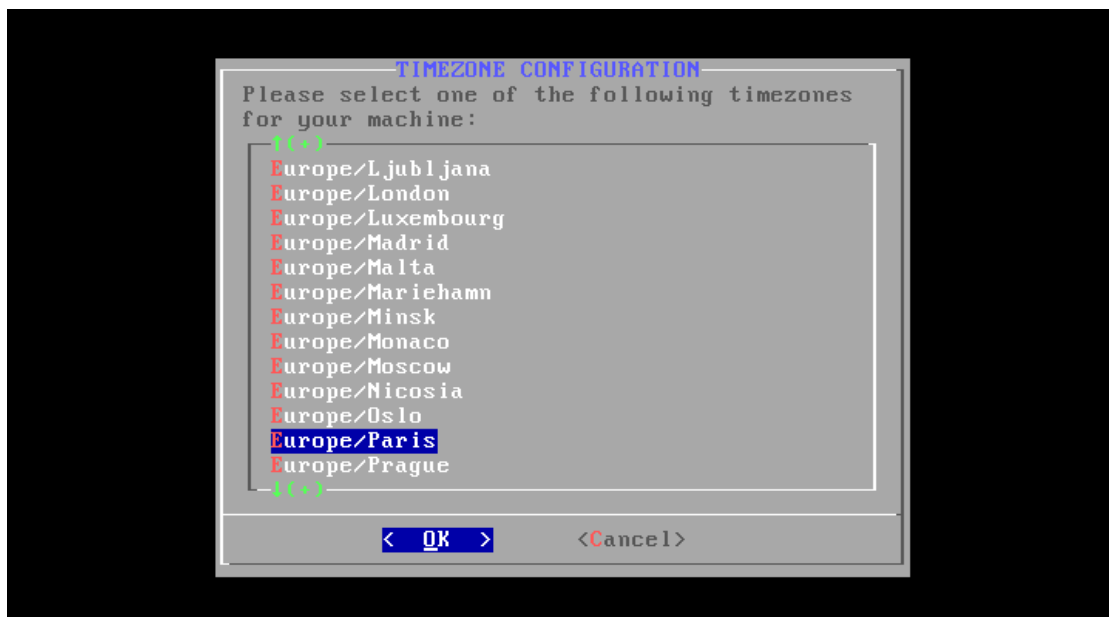 TIMEZONE CONFIGURATION
Please select one of the following timezones
for your machine:
↑(+)
Europe/Ljubljana
Europe/London
Europe/Luxembourg
Europe/Madrid
Europe/Malta
Europe/Mariehamn
Europe/Minsk
Europe/Monaco
Europe/Moscow
Europe/Nicosia
Europe/Oslo
Europe/Paris
Europe/Prague
↓(+)
< OK > <Cancel>